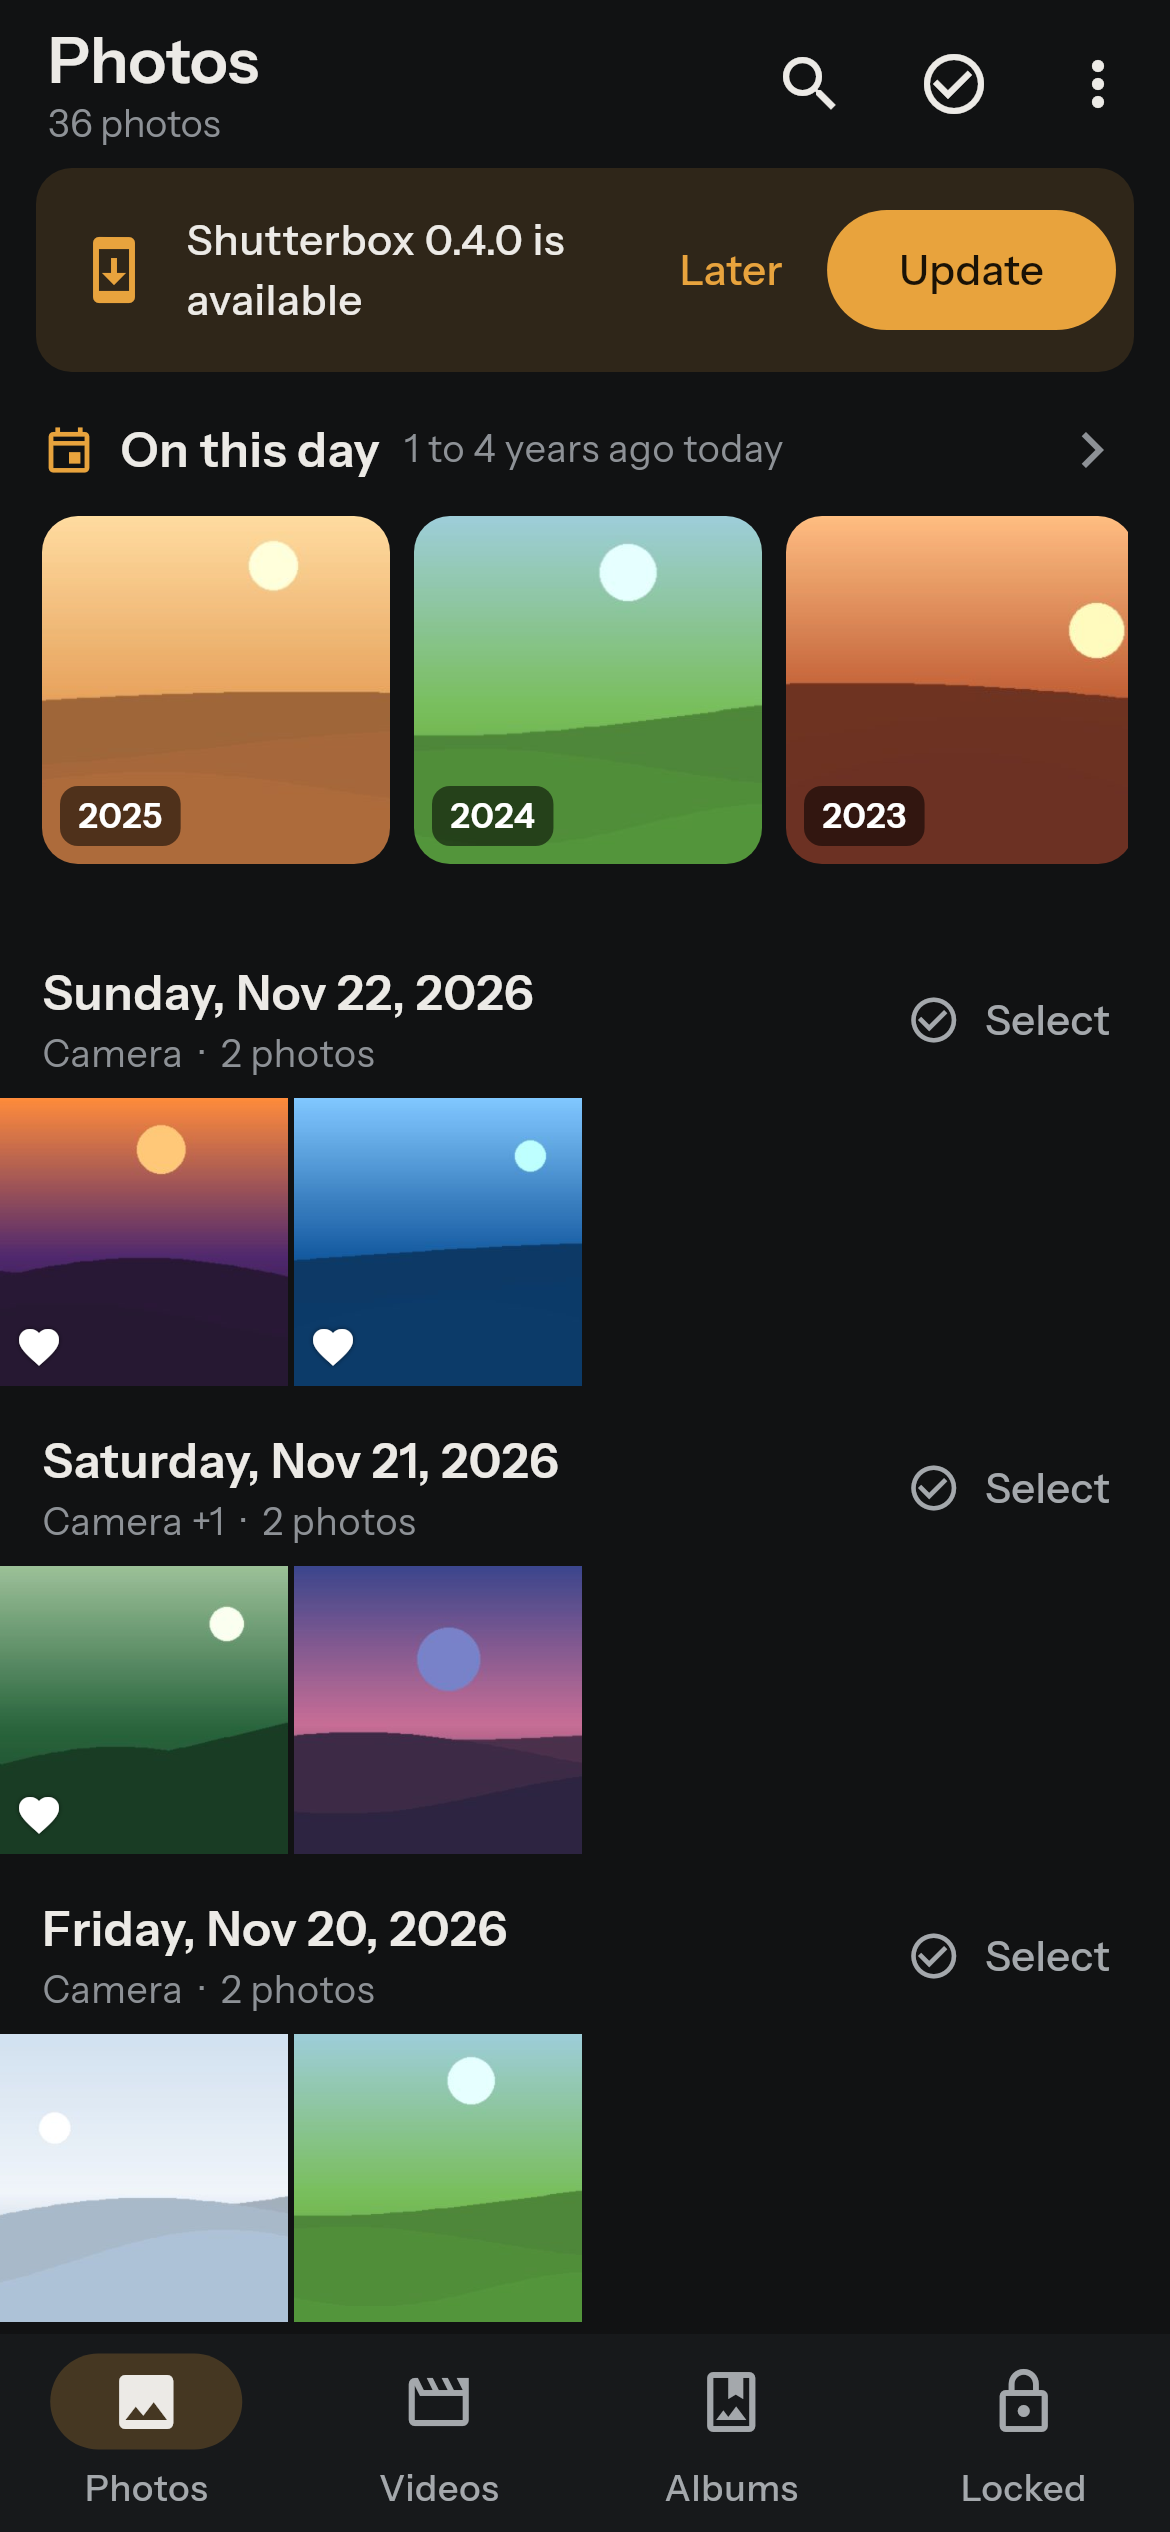 Photos
36 photos
Shutterbox 0.4.0 is
available
Later
Update
On this day 1 to 4 years ago today
2025
2024
2023
Sunday, Nov 22, 2026
Camera · 2 photos
Select
Saturday, Nov 21, 2026
Camera +1 · 2 photos
Select
Friday, Nov 20, 2026
Camera · 2 photos
Select
Photos
Videos
Albums
Locked